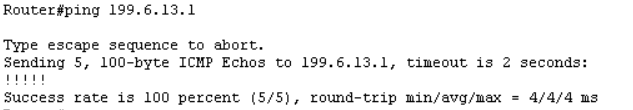 Router#ping 199.6.13.1
Type escape sequence to abort.
Sending 5, 100-byte ICMP Echos to 199.6.13.1, timeout is 2 seconds:
!!!!!
Success rate is 100 percent (5/5), round-trip min/avg/max = 4/4/4 ms